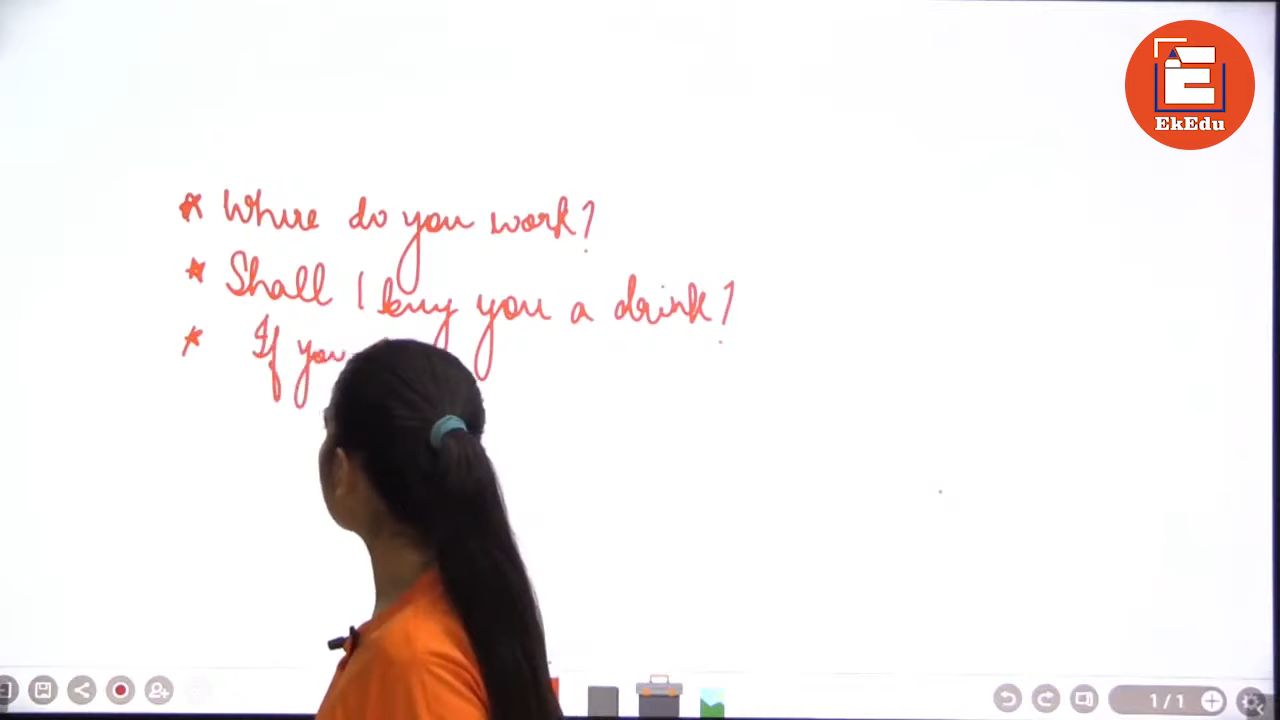 EkEdu
* Where do you work?
* Shall I buy you a drink?
* If you
1/1